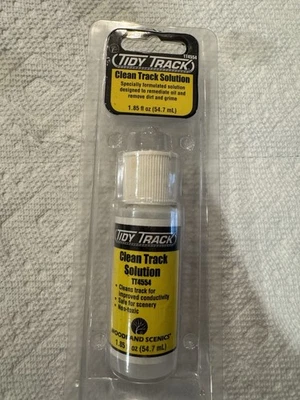 TIDY TRACK
TT4554
Clean Track Solution
Specially formulated solution
designed to remediate oil and
remove dirt and grime
1.85 fl oz (54.7 mL)
TIDY TRACK
Clean Track
Solution
TT4554
• Cleans track for
improved conductivity
• Safe for scenery
• Non-toxic
WOODLAND SCENICS
1.85 fl oz (54.7 mL)